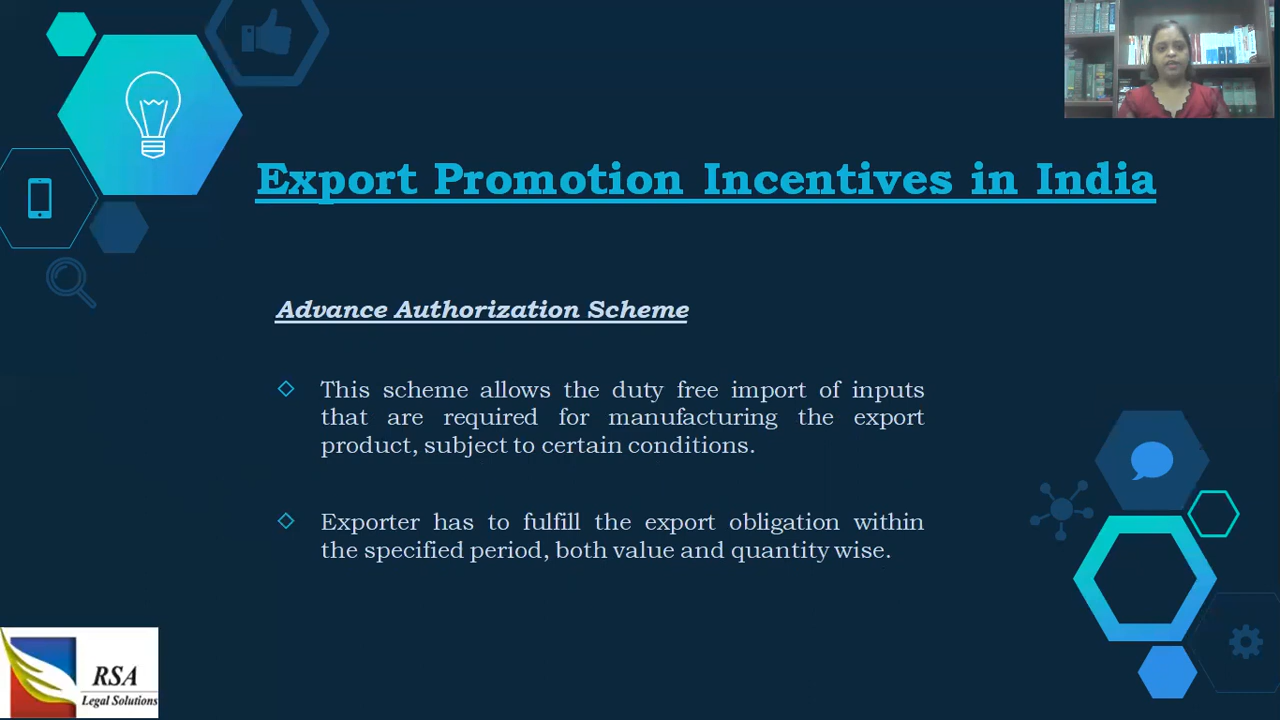 Export Promotion Incentives in India
Advance Authorization Scheme
This scheme allows the duty free import of inputs
that are required for manufacturing the export
product, subject to certain conditions.
Exporter has to fulfill the export obligation within
the specified period, both value and quantity wise.
RSA
Legal Solutions